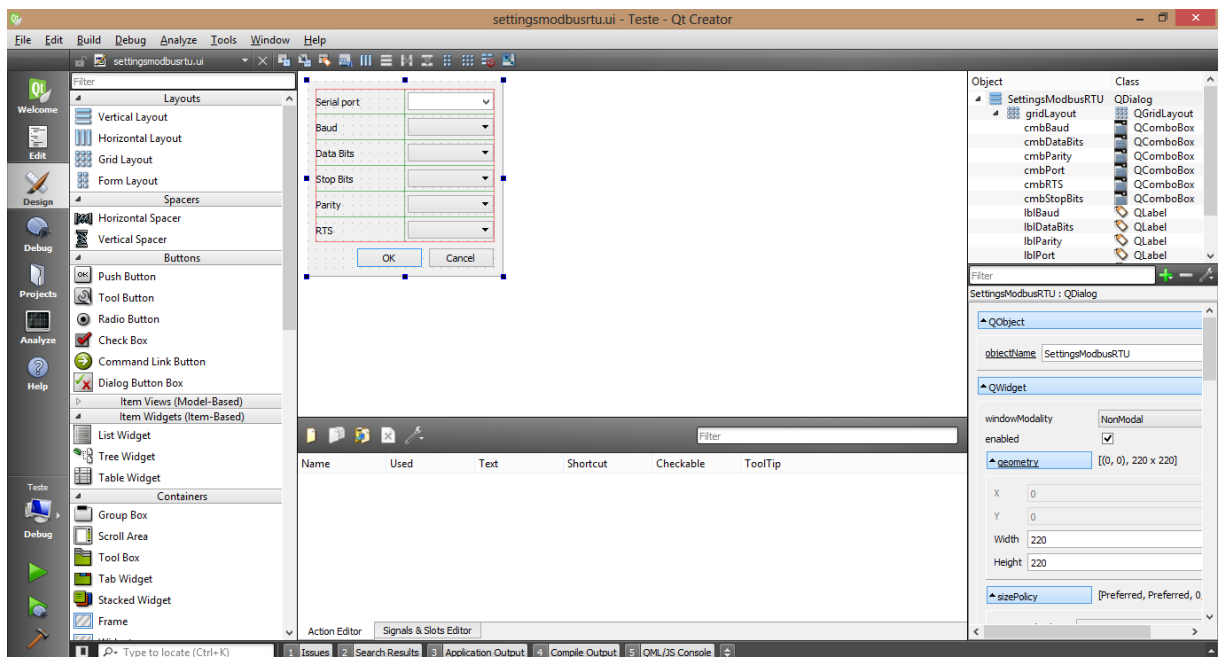 settingsmodbusrtu.ui - Teste - Qt Creator
File Edit Build Debug Analyze Tools Window Help
settingsmodbusrtu.ui
Welcome
Edit
Design
Debug
Projects
Analyze
Help
Teste
Debug
Filter
Layouts
Vertical Layout
Horizontal Layout
Grid Layout
Form Layout
Spacers
Horizontal Spacer
Vertical Spacer
Buttons
OK Push Button
Tool Button
Radio Button
Check Box
Command Link Button
Dialog Button Box
Item Views (Model-Based)
Item Widgets (Item-Based)
List Widget
Tree Widget
Table Widget
Containers
Group Box
Scroll Area
Tool Box
Tab Widget
Stacked Widget
Frame
Serial port
Baud
Data Bits
Stop Bits
Parity
RTS
OK Cancel
Filter
Name Used Text Shortcut Checkable ToolTip
Action Editor Signals & Slots Editor
Object Class
SettingsModbusRTU QDialog
gridLayout QGridLayout
cmbBaud QComboBox
cmbDataBits QComboBox
cmbParity QComboBox
cmbPort QComboBox
cmbRTS QComboBox
cmbStopBits QComboBox
lblBaud QLabel
lblDataBits QLabel
lblParity QLabel
lblPort QLabel
Filter
SettingsModbusRTU : QDialog
QObject
objectName SettingsModbusRTU
QWidget
windowModality NonModal
enabled
geometry [(0, 0), 220 x 220]
X 0
Y 0
Width 220
Height 220
sizePolicy [Preferred, Preferred, 0,
Type to locate (Ctrl+K) 1 Issues 2 Search Results 3 Application Output 4 Compile Output 5 QML/JS Console